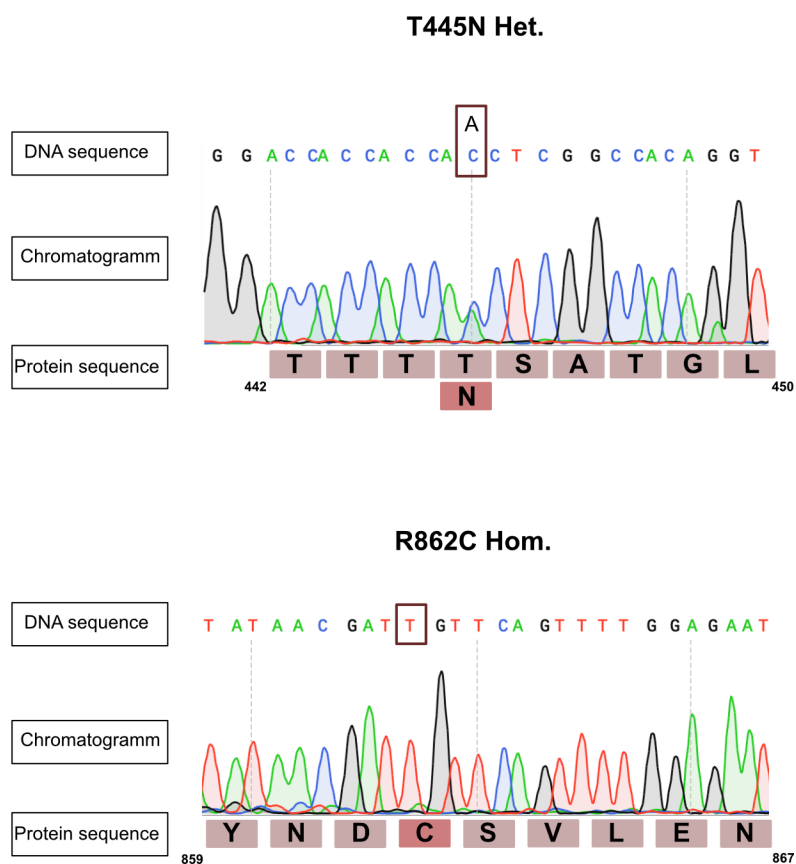 T445N Het.
A
DNA sequence
G G A C C A C C A C C A C C T C G G C C A C A G G T
Chromatogramm
Protein sequence
T T T T S A T G L
442
N
450
R862C Hom.
DNA sequence
T A T A A C G A T T G T T C A G T T T T G G A G A A T
Chromatogramm
Protein sequence
Y N D C S V L E N
859
867